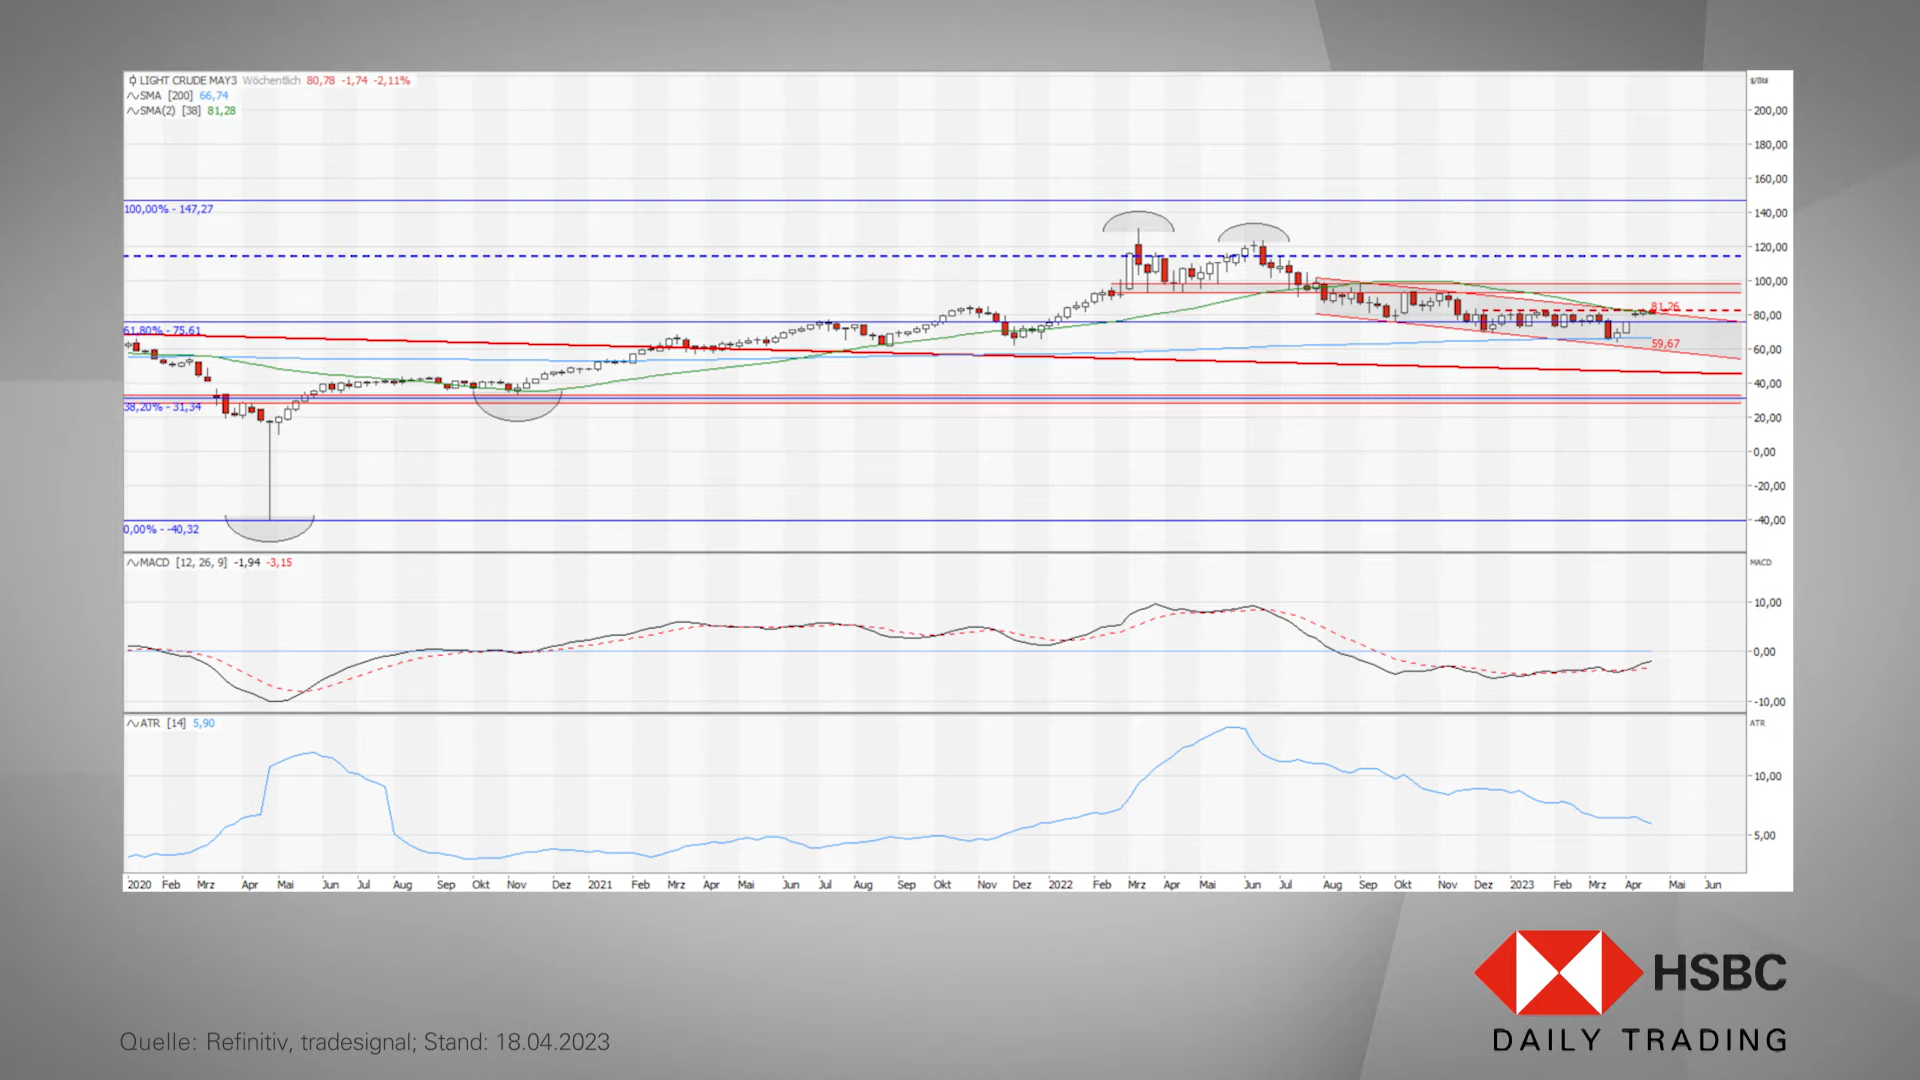 LIGHT CRUDE MAY3 Wöchentlich 80,78 -1,74 -2,11%
SMA [200] 66,74
SMA(2) [38] 81,28
$/Bbl
200,00
180,00
160,00
140,00
120,00
100,00
80,00
60,00
40,00
20,00
0,00
-20,00
-40,00
100,00% - 147,27
61,80% - 75,61
38,20% - 31,34
0,00% - -40,32
81,26
59,67
MACD [12, 26, 9] -1,94 -3,15
MACD
10,00
0,00
-10,00
ATR [14] 5,90
ATR
10,00
5,00
2020 Feb Mrz Apr Mai Jun Jul Aug Sep Okt Nov Dez 2021 Feb Mrz Apr Mai Jun Jul Aug Sep Okt Nov Dez 2022 Feb Mrz Apr Mai Jun Jul Aug Sep Okt Nov Dez 2023 Feb Mrz Apr Mai Jun
HSBC
DAILY TRADING
Quelle: Refinitiv, tradesignal; Stand: 18.04.2023